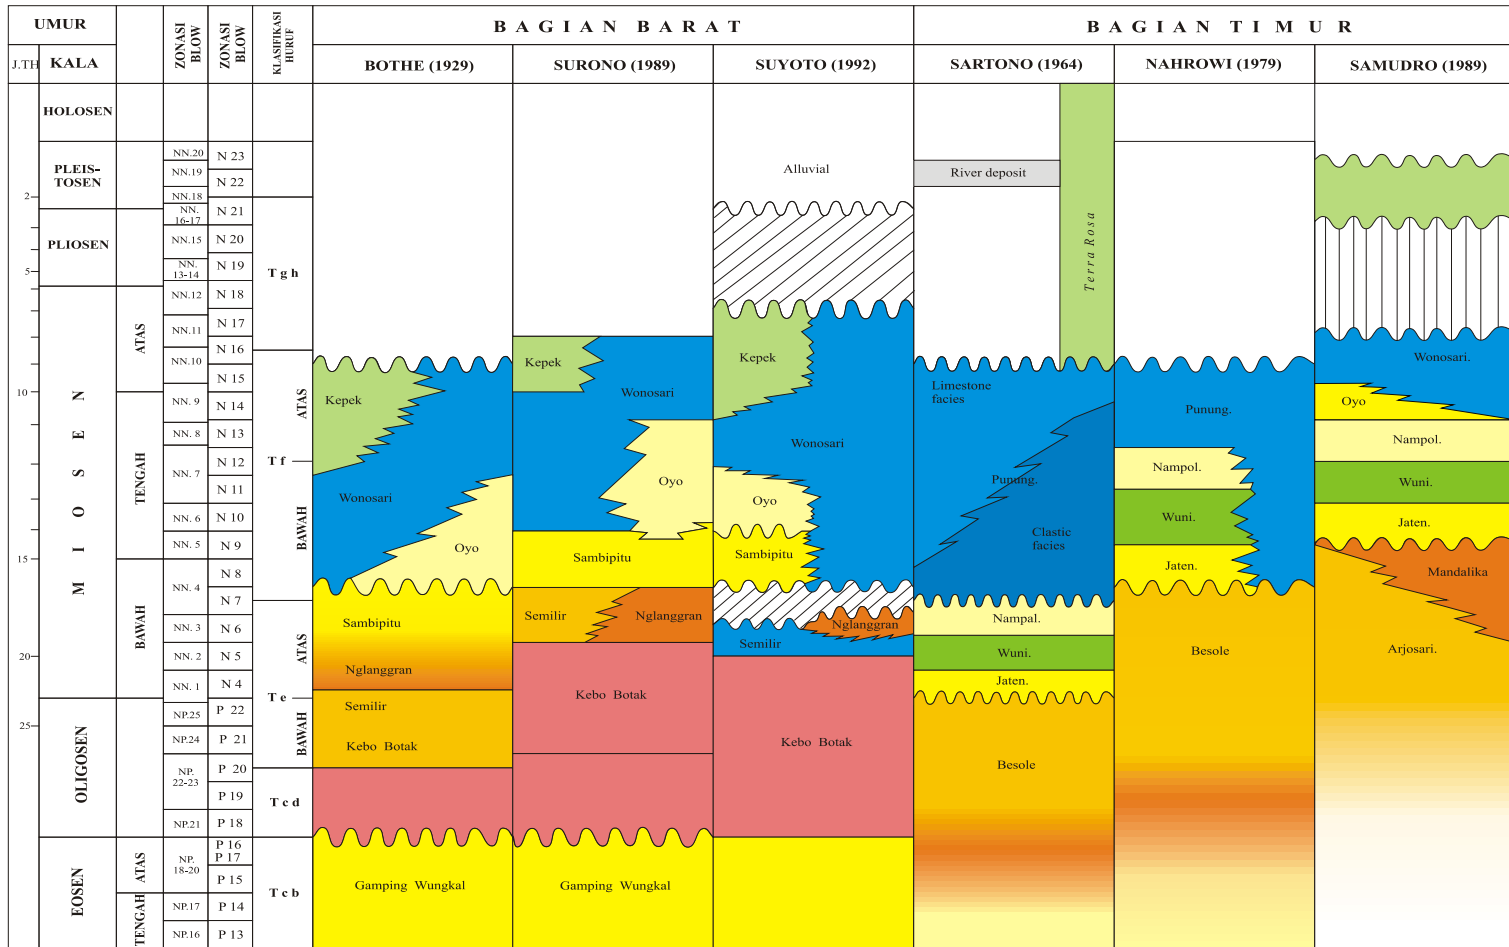 UMUR
ZONASI
BLOW
ZONASI
BLOW
KLASIFIKASI
HURUF
BAGIAN BARAT
BAGIAN TIMUR
J.TH
KALA
BOTHE (1929)
SURONO (1989)
SUYOTO (1992)
SARTONO (1964)
NAHROWI (1979)
SAMUDRO (1989)
2
5
10
15
20
25
HOLOSEN
PLEIS-
TOSEN
PLIOSEN
MIOSEN
OLIGOSEN
EOSEN
ATAS
TENGAH
BAWAH
ATAS
TENGAH
NN.20
NN.19
NN.18
NN.
16-17
NN.15
NN.
13-14
NN.12
NN.11
NN.10
NN. 9
NN. 8
NN. 7
NN. 6
NN. 5
NN. 4
NN. 3
NN. 2
NN. 1
NP.25
NP.24
NP.
22-23
NP.21
NP.
18-20
NP.17
NP.16
N 23
N 22
N 21
N 20
N 19
N 18
N 17
N 16
N 15
N 14
N 13
N 12
N 11
N 10
N 9
N 8
N 7
N 6
N 5
N 4
P 22
P 21
P 20
P 19
P 18
P 16
P 17
P 15
P 14
P 13
Tgh
Tf
ATAS
BAWAH
Te
ATAS
BAWAH
Tcd
Tcb
Kepek
Wonosari
Oyo
Sambipitu
Nglanggran
Semilir
Kebo Botak
Gamping Wungkal
Kepek
Wonosari
Oyo
Sambipitu
Semilir
Nglanggran
Kebo Botak
Gamping Wungkal
Alluvial
Kepek
Wonosari
Oyo
Sambipitu
Nglanggran
Semilir
Kebo Botak
River deposit
Terra Rosa
Limestone
facies
Punung.
Clastic
facies
Nampal.
Wuni.
Jaten.
Besole
Punung.
Nampol.
Wuni.
Jaten.
Besole
Wonosari.
Oyo
Nampol.
Wuni.
Jaten.
Mandalika
Arjosari.